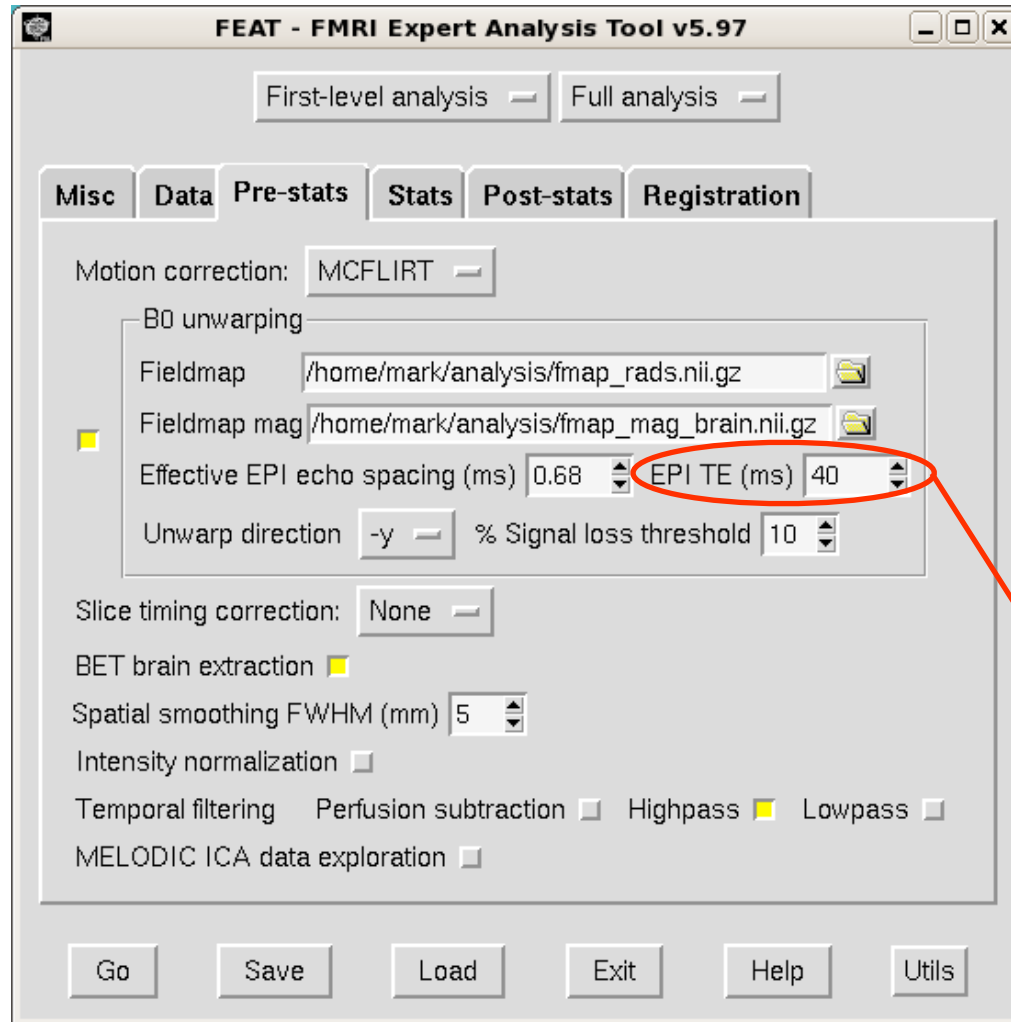 FEAT - FMRI Expert Analysis Tool v5.97
First-level analysis Full analysis
Misc Data Pre-stats Stats Post-stats Registration
Motion correction: MCFLIRT
B0 unwarping
Fieldmap /home/mark/analysis/fmap_rads.nii.gz
Fieldmap mag /home/mark/analysis/fmap_mag_brain.nii.gz
Effective EPI echo spacing (ms) 0.68 EPI TE (ms) 40
Unwarp direction -y % Signal loss threshold 10
Slice timing correction: None
BET brain extraction
Spatial smoothing FWHM (mm) 5
Intensity normalization
Temporal filtering Perfusion subtraction Highpass Lowpass
MELODIC ICA data exploration
Go Save Load Exit Help Utils